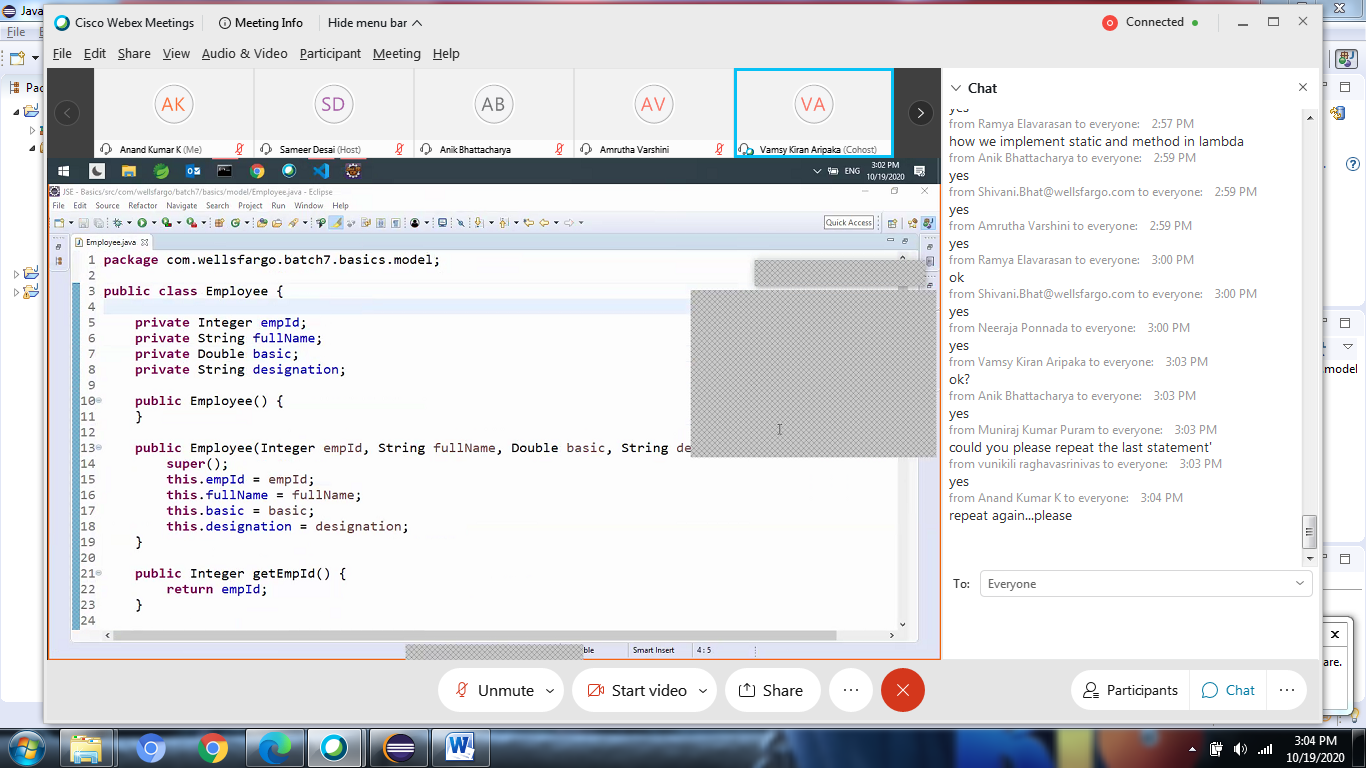 Java
Cisco Webex Meetings
Meeting Info
Hide menu bar
Connected
File
File Edit Share View Audio & Video Participant Meeting Help
Pac
AK
SD
AB
AV
VA
Anand Kumar K (Me)
Sameer Desai (Host)
Anik Bhattacharya
Amrutha Varshini
Vamsy Kiran Aripaka (Cohost)
ENG
3:02 PM
10/19/2020
JSE - Basics/src/com/wellsfargo/batch7/basics/model/Employee.java - Eclipse
File Edit Source Refactor Navigate Search Project Run Window Help
Quick Access
Employee.java
1 package com.wellsfargo.batch7.basics.model;
2
3 public class Employee {
4
5 private Integer empId;
6 private String fullName;
7 private Double basic;
8 private String designation;
9
10 public Employee() {
11 }
12
13 public Employee(Integer empId, String fullName, Double basic, String de
14 super();
15 this.empId = empId;
16 this.fullName = fullName;
17 this.basic = basic;
18 this.designation = designation;
19 }
20
21 public Integer getEmpId() {
22 return empId;
23 }
24
ble
Smart Insert
4 : 5
Chat
yes
from Ramya Elavarasan to everyone: 2:57 PM
how we implement static and method in lambda
from Anik Bhattacharya to everyone: 2:59 PM
yes
from Shivani.Bhat@wellsfargo.com to everyone: 2:59 PM
yes
from Amrutha Varshini to everyone: 2:59 PM
yes
from Ramya Elavarasan to everyone: 3:00 PM
ok
from Shivani.Bhat@wellsfargo.com to everyone: 3:00 PM
yes
from Neeraja Ponnada to everyone: 3:00 PM
yes
from Vamsy Kiran Aripaka to everyone: 3:03 PM
ok?
from Anik Bhattacharya to everyone: 3:03 PM
yes
from Muniraj Kumar Puram to everyone: 3:03 PM
could you please repeat the last statement'
from vunikili raghavasrinivas to everyone: 3:03 PM
yes
from Anand Kumar K to everyone: 3:04 PM
repeat again...please
To: Everyone
model
are.
Unmute
Start video
Share
Participants
Chat
3:04 PM
10/19/2020